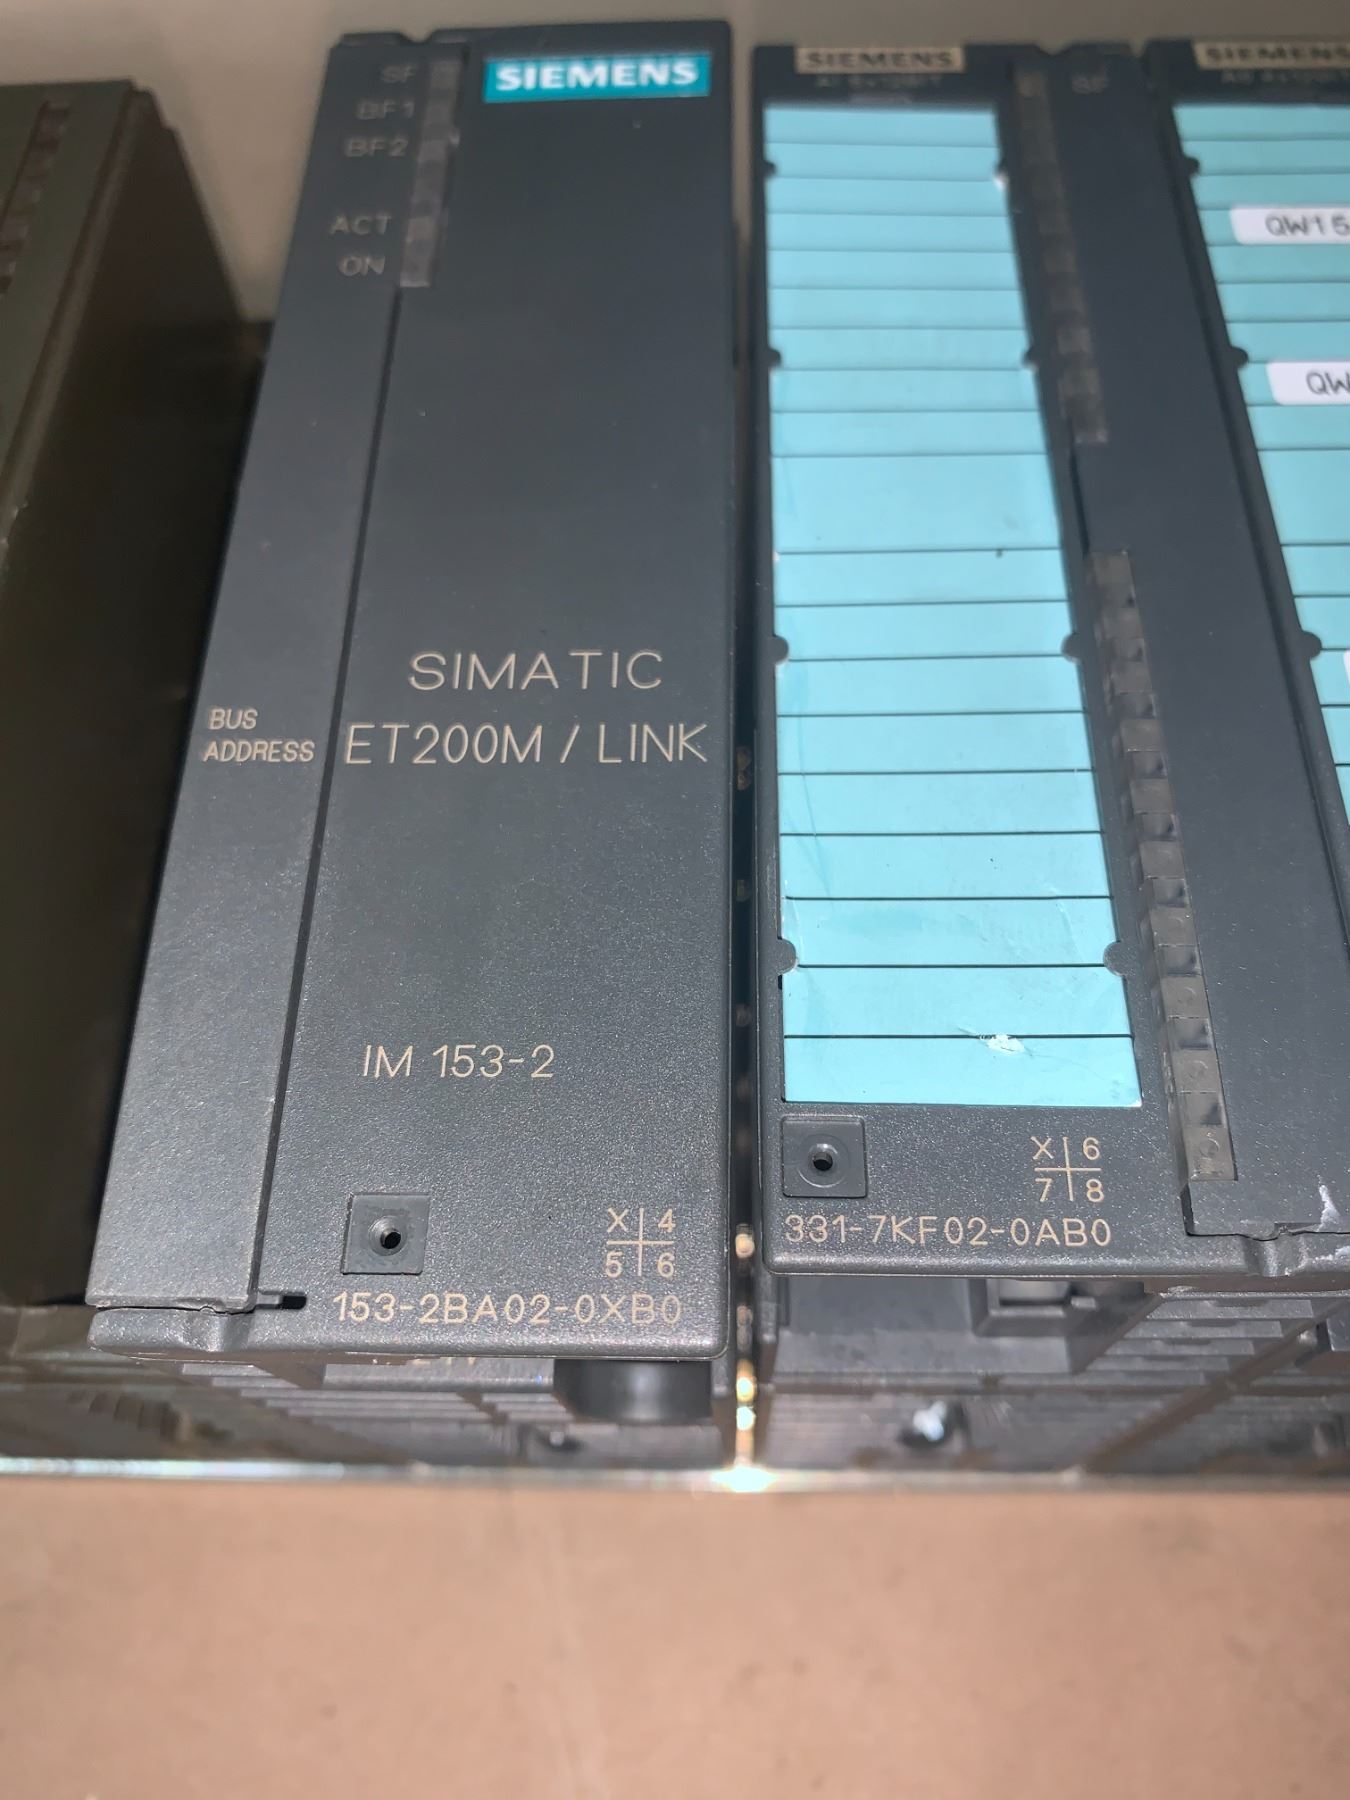 SIEMENS
SF
BF1
BF2
ACT
ON
SIMATIC
ET200M / LINK
BUS
ADDRESS
IM 153-2
X 4
5 6
153-2BA02-0XB0
SIEMENS
SF
X 6
7 8
331-7KF02-0AB0
SIEMENS
QW15
QW